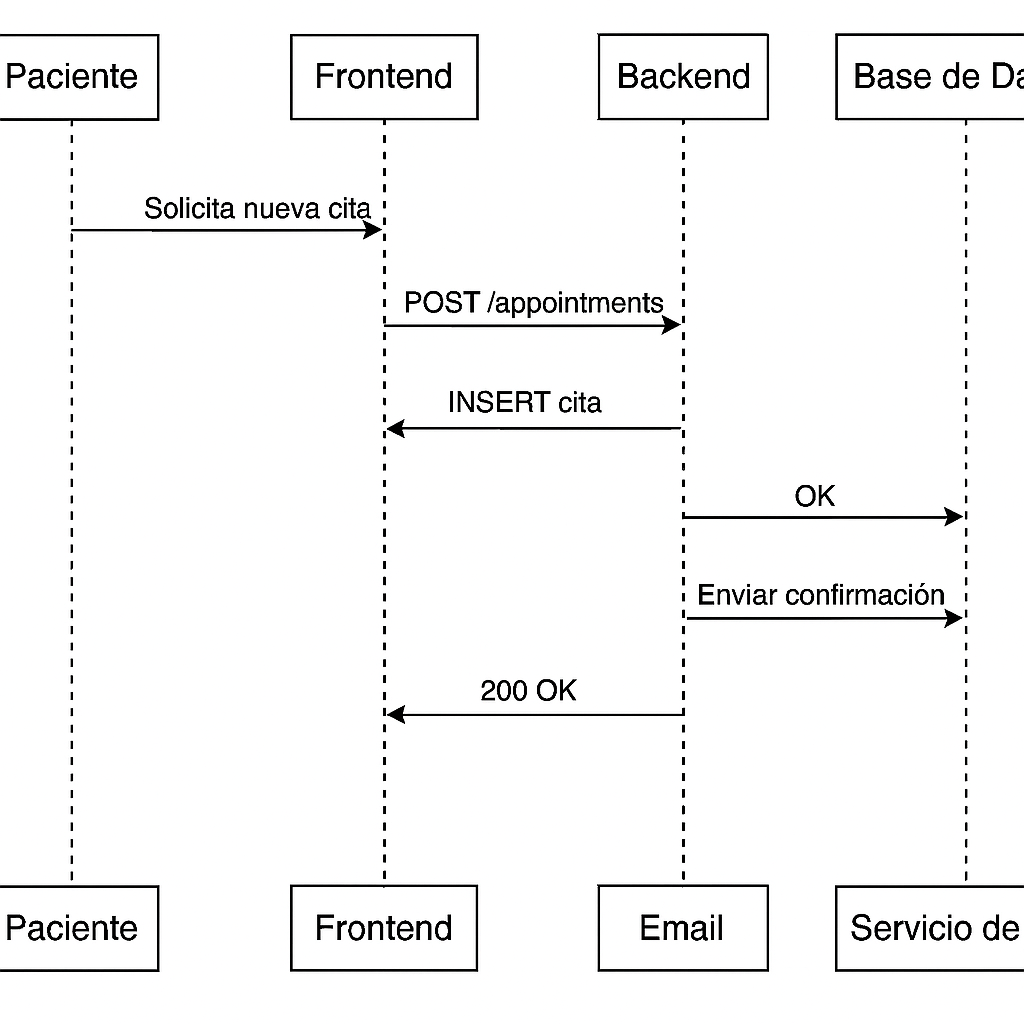 Paciente
Frontend
Backend
Base de Da
Solicita nueva cita
POST /appointments
INSERT cita
OK
Enviar confirmación
200 OK
Paciente
Frontend
Email
Servicio de